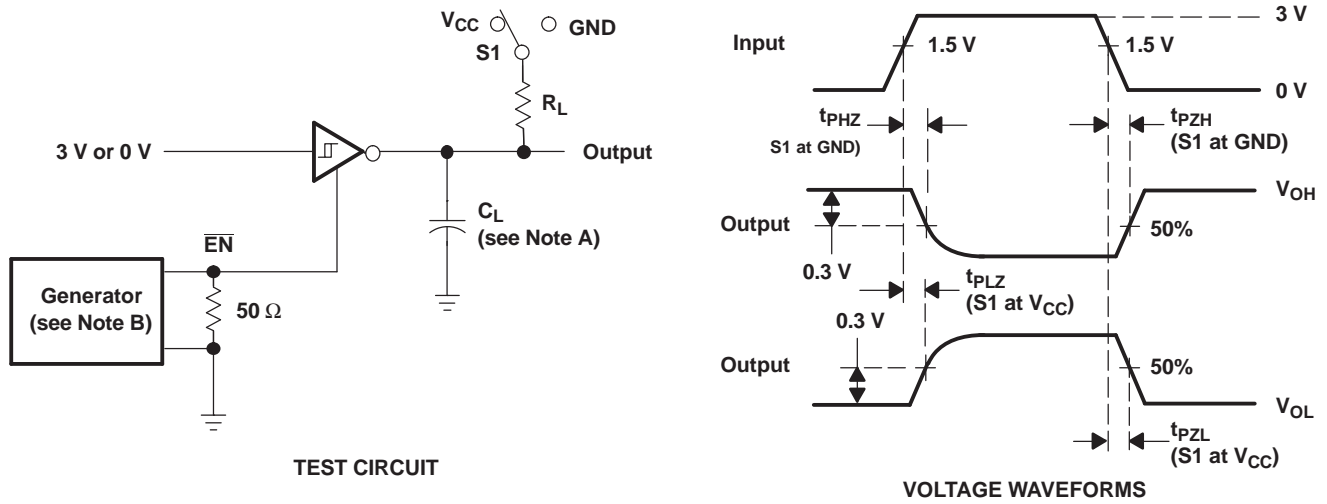 VCC
GND
S1
RL
3 V or 0 V
Output
CL
(see Note A)
EN
Generator
(see Note B)
50 Ω
TEST CIRCUIT
3 V
Input
1.5 V
1.5 V
0 V
tPHZ
S1 at GND)
tPZH
(S1 at GND)
VOH
Output
50%
0.3 V
tPLZ
(S1 at VCC)
0.3 V
Output
50%
VOL
tPZL
(S1 at VCC)
VOLTAGE WAVEFORMS